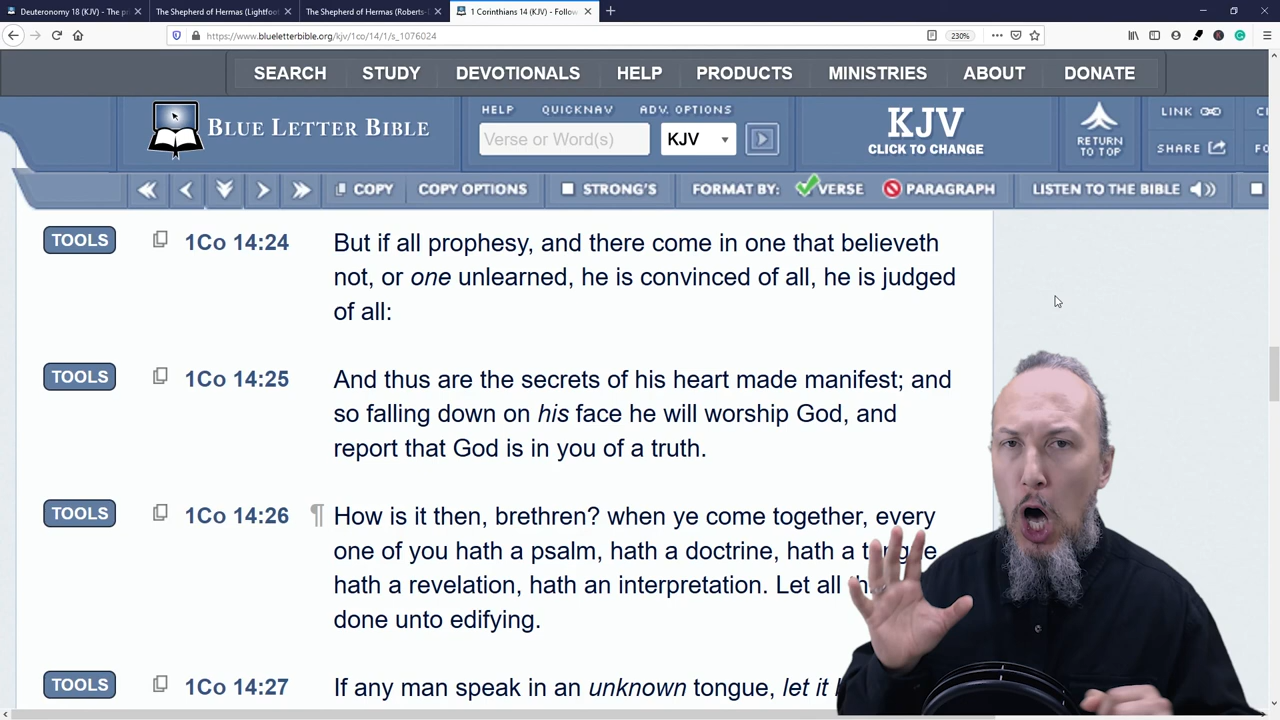 Deuteronomy 18 (KJV) - The pr
The Shepherd of Hermas (Lightfoo
The Shepherd of Hermas (Roberts-
1 Corinthians 14 (KJV) - Follow
https://www.blueletterbible.org/kjv/1co/14/1/s_1076024
230%
SEARCH STUDY DEVOTIONALS HELP PRODUCTS MINISTRIES ABOUT DONATE
BLUE LETTER BIBLE
HELP QUICKNAV ADV. OPTIONS
Verse or Word(s)
KJV
KJV
CLICK TO CHANGE
RETURN
TO TOP
LINK
SHARE
COPY COPY OPTIONS STRONG'S FORMAT BY: VERSE PARAGRAPH LISTEN TO THE BIBLE
TOOLS 1Co 14:24 But if all prophesy, and there come in one that believeth
not, or one unlearned, he is convinced of all, he is judged
of all:
TOOLS 1Co 14:25 And thus are the secrets of his heart made manifest; and
so falling down on his face he will worship God, and
report that God is in you of a truth.
TOOLS 1Co 14:26 ¶ How is it then, brethren? when ye come together, every
one of you hath a psalm, hath a doctrine, hath a
hath a revelation, hath an interpretation. Let all
done unto edifying.
TOOLS 1Co 14:27 If any man speak in an unknown tongue, let it